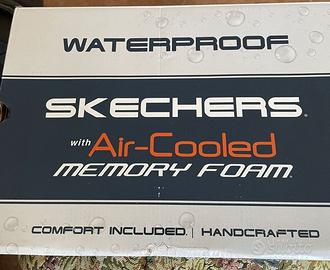 WATERPROOF
SKECHERS®
with Air-Cooled
MEMORY FOAM
COMFORT INCLUDED. | HANDCRAFTED